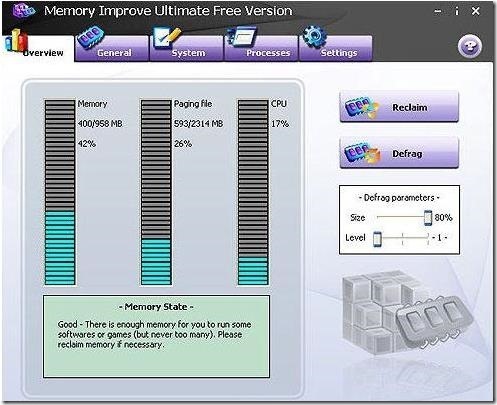 Memory Improve Ultimate Free Version
Overview
General
System
Processes
Settings
Memory
400/958 MB
42%
Paging file
593/2314 MB
26%
CPU
17%
Reclaim
Defrag
- Defrag parameters -
Size 80%
Level - 1 -
- Memory State -
Good - There is enough memory for you to run some
softwares or games (but never too many). Please
reclaim memory if necessary.